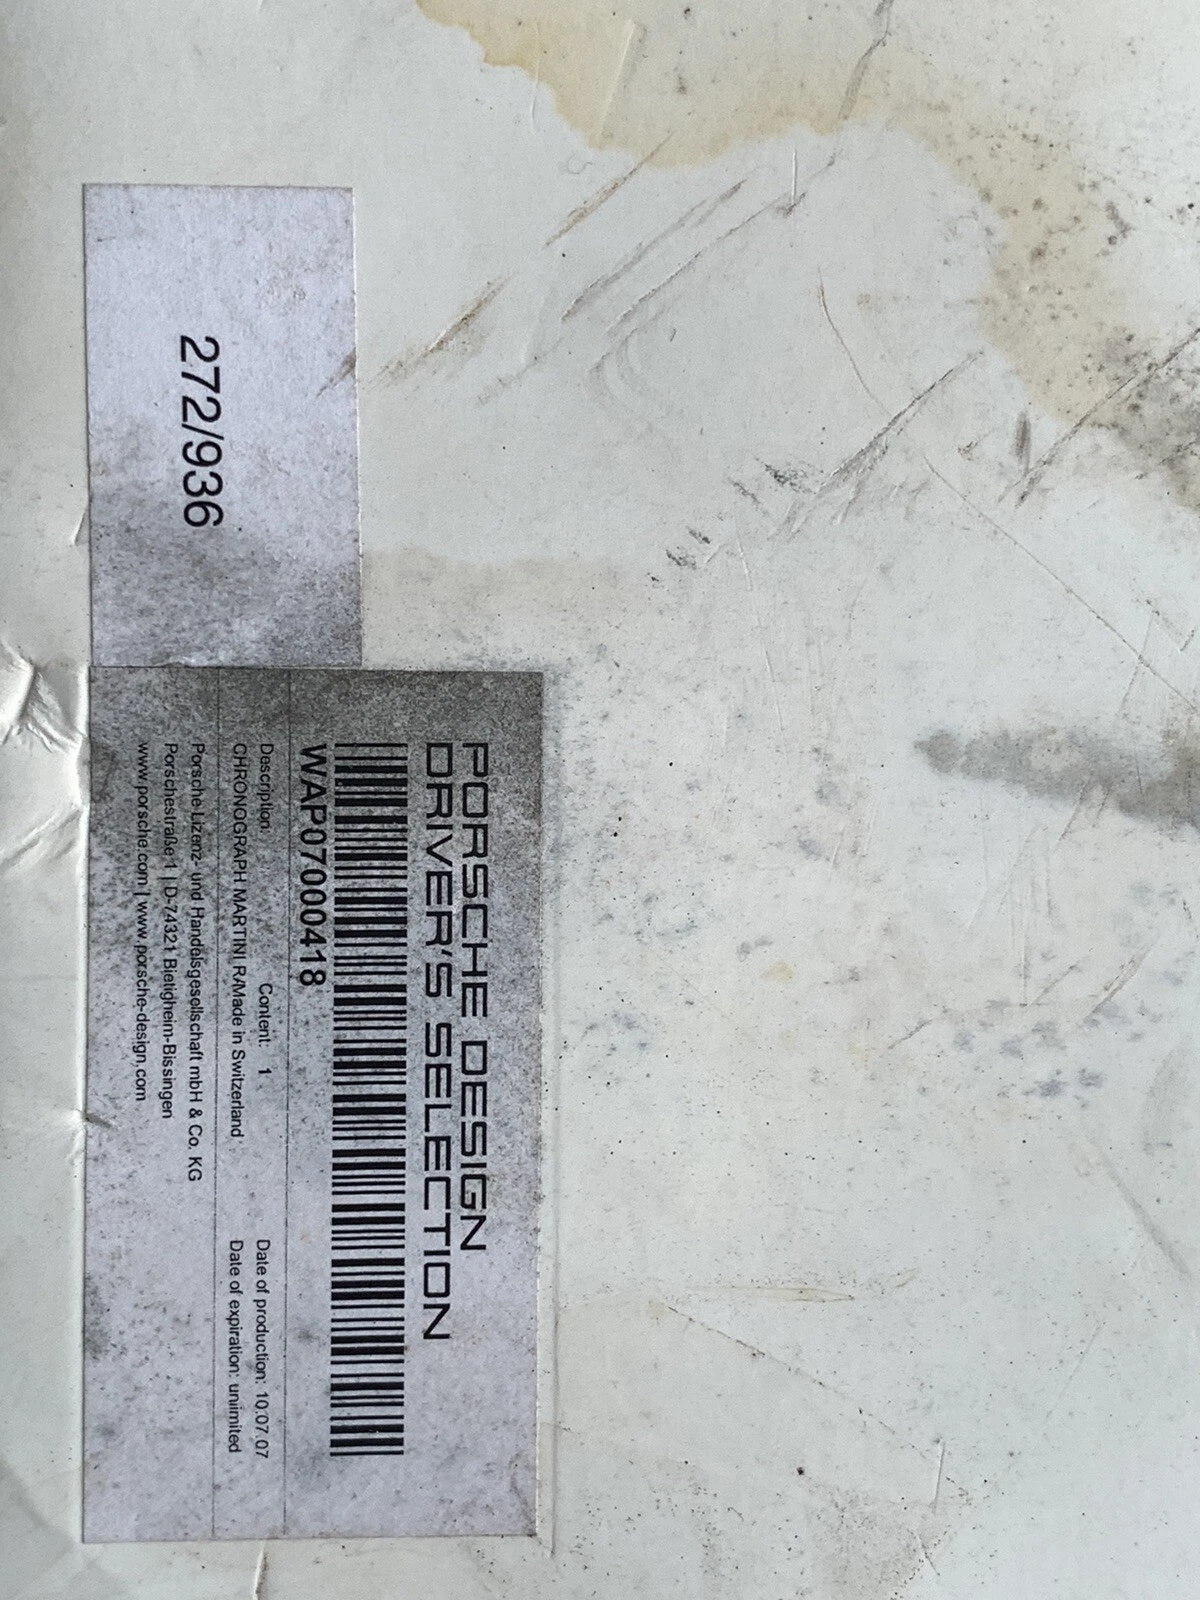 272/936
PORSCHE DESIGN
DRIVER'S SELECTION
WAP0700418
Description: Content: 1 Date of production: 10.07.07
CHRONOGRAPH MARTINI R/Made in Switzerland Date of expiration: unlimited
Porsche Lizenz- und Handelsgesellschaft mbH & Co. KG
Porschestraße 1 | D-74321 Bietigheim-Bissingen
www.porsche.com | www.porsche-design.com